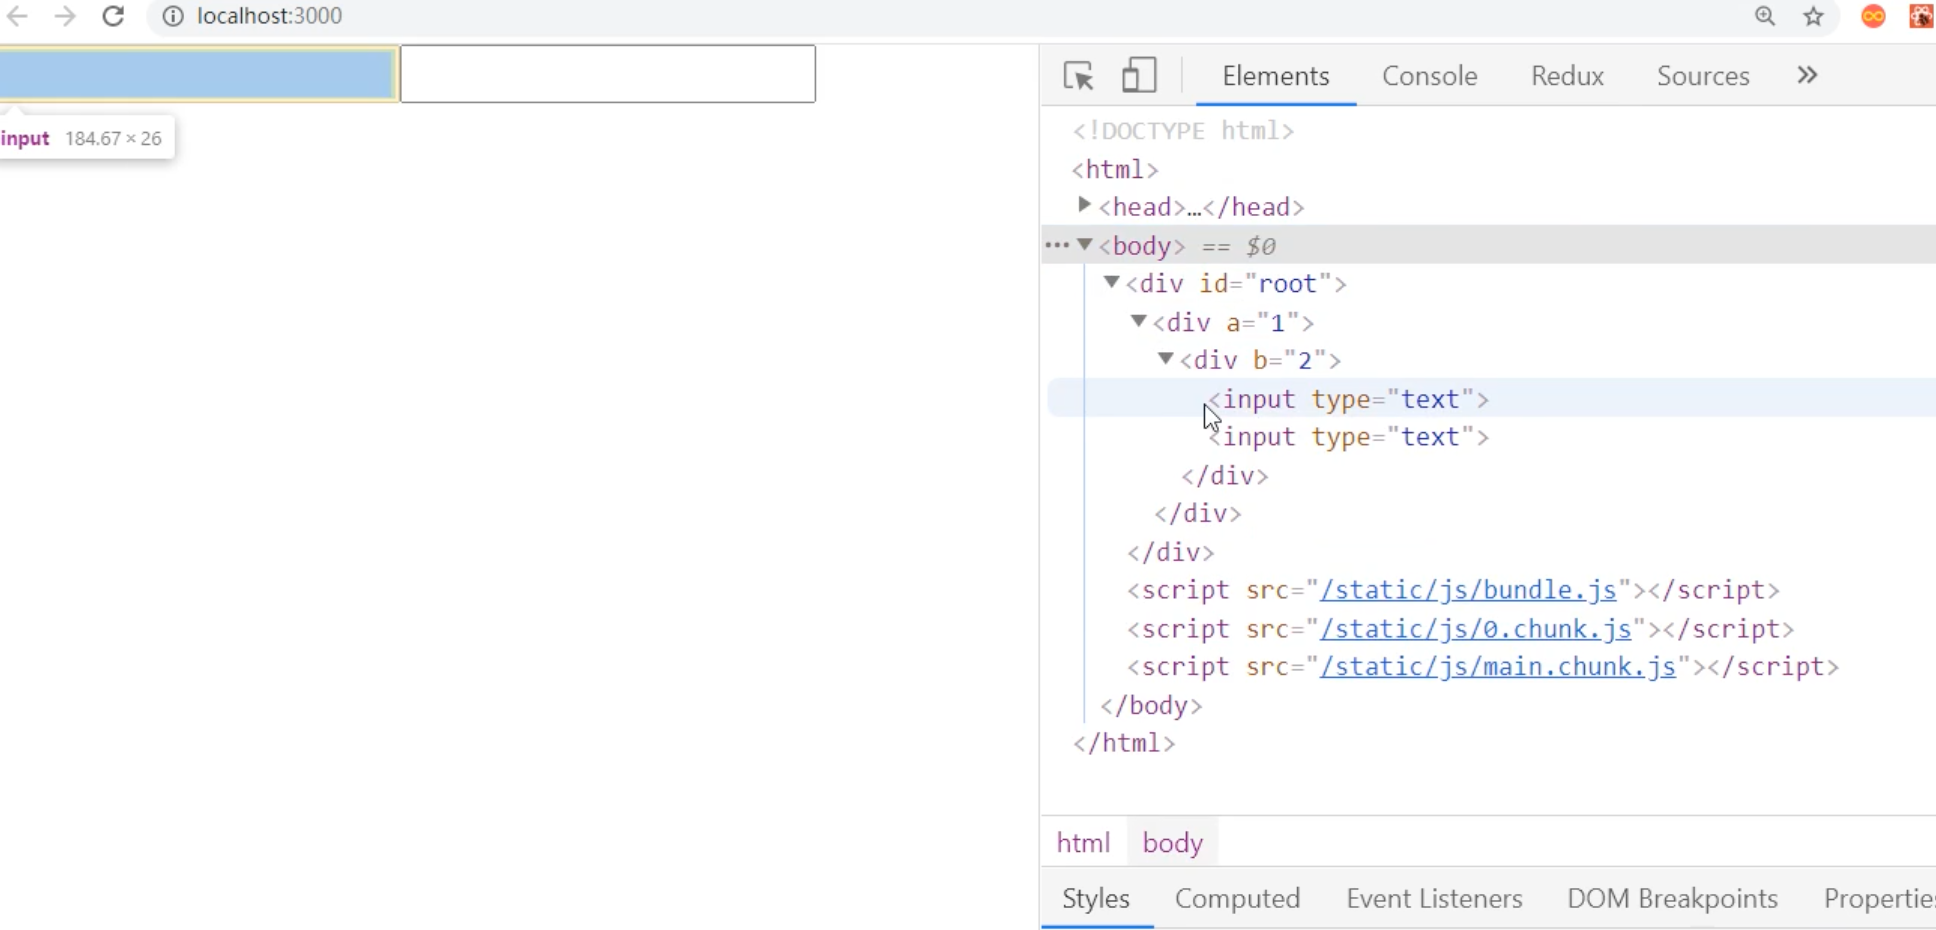 localhost:3000
input 184.67 × 26
Elements Console Redux Sources »
<!DOCTYPE html>
<html>
<head>…</head>
<body> == $0
<div id="root">
<div a="1">
<div b="2">
<input type="text">
<input type="text">
</div>
</div>
</div>
<script src="/static/js/bundle.js"></script>
<script src="/static/js/0.chunk.js"></script>
<script src="/static/js/main.chunk.js"></script>
</body>
</html>
html body
Styles Computed Event Listeners DOM Breakpoints Propertie